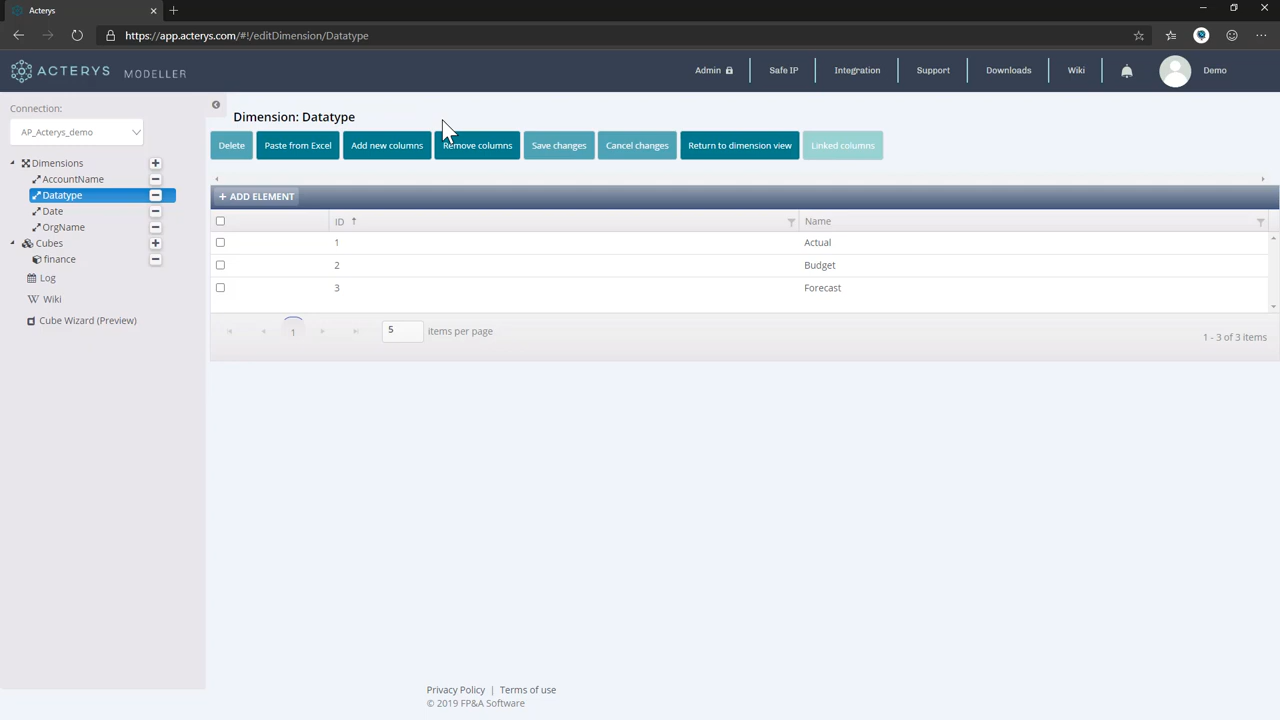 Acterys
https://app.acterys.com/#!/editDimension/Datatype
ACTERYS MODELLER
Admin
Safe IP
Integration
Support
Downloads
Wiki
Demo
Connection:
AP_Acterys_demo
Dimensions
AccountName
Datatype
Date
OrgName
Cubes
finance
Log
Wiki
Cube Wizard (Preview)
Dimension: Datatype
Delete
Paste from Excel
Add new columns
Remove columns
Save changes
Cancel changes
Return to dimension view
Linked columns
+ ADD ELEMENT
ID Name
1 Actual
2 Budget
3 Forecast
1 5 items per page
1 - 3 of 3 items
Privacy Policy | Terms of use
© 2019 FP&A Software